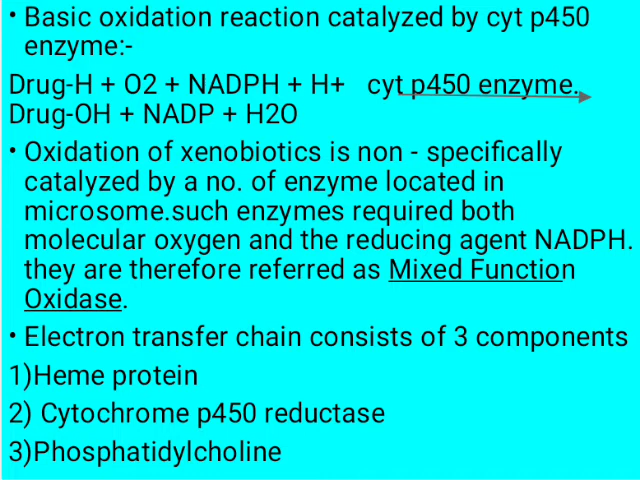 • Basic oxidation reaction catalyzed by cyt p450
enzyme:-
Drug-H + O2 + NADPH + H+ cyt p450 enzyme.
Drug-OH + NADP + H2O
• Oxidation of xenobiotics is non - specifically
catalyzed by a no. of enzyme located in
microsome.such enzymes required both
molecular oxygen and the reducing agent NADPH.
they are therefore referred as Mixed Function
Oxidase.
• Electron transfer chain consists of 3 components
1)Heme protein
2) Cytochrome p450 reductase
3)Phosphatidylcholine